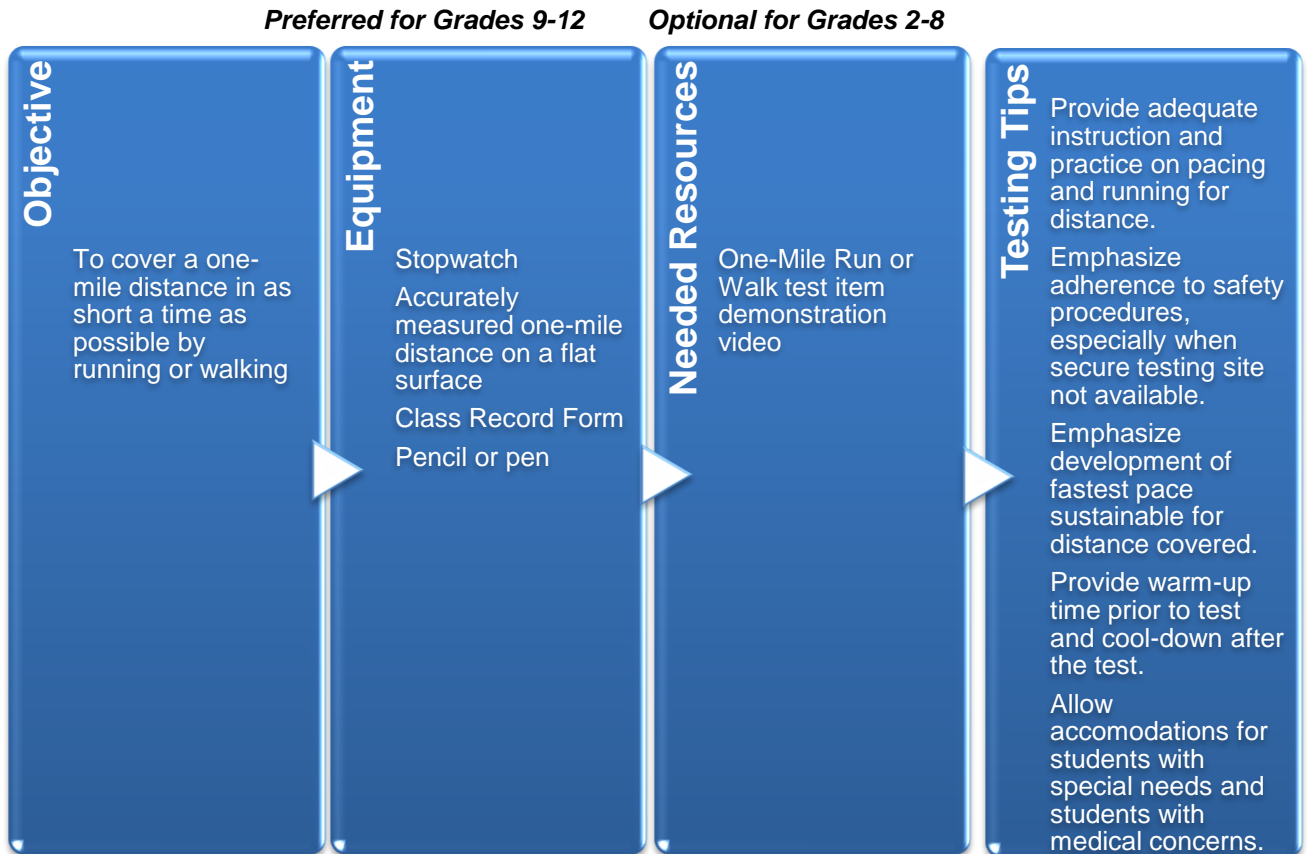 Preferred for Grades 9-12 Optional for Grades 2-8
Objective
To cover a one-
mile distance in as
short a time as
possible by
running or walking
Equipment
Stopwatch
Accurately
measured one-mile
distance on a flat
surface
Class Record Form
Pencil or pen
Needed Resources
One-Mile Run or
Walk test item
demonstration
video
Testing Tips
Provide adequate
instruction and
practice on pacing
and running for
distance.
Emphasize
adherence to safety
procedures,
especially when
secure testing site
not available.
Emphasize
development of
fastest pace
sustainable for
distance covered.
Provide warm-up
time prior to test
and cool-down after
the test.
Allow
accomodations for
students with
special needs and
students with
medical concerns.